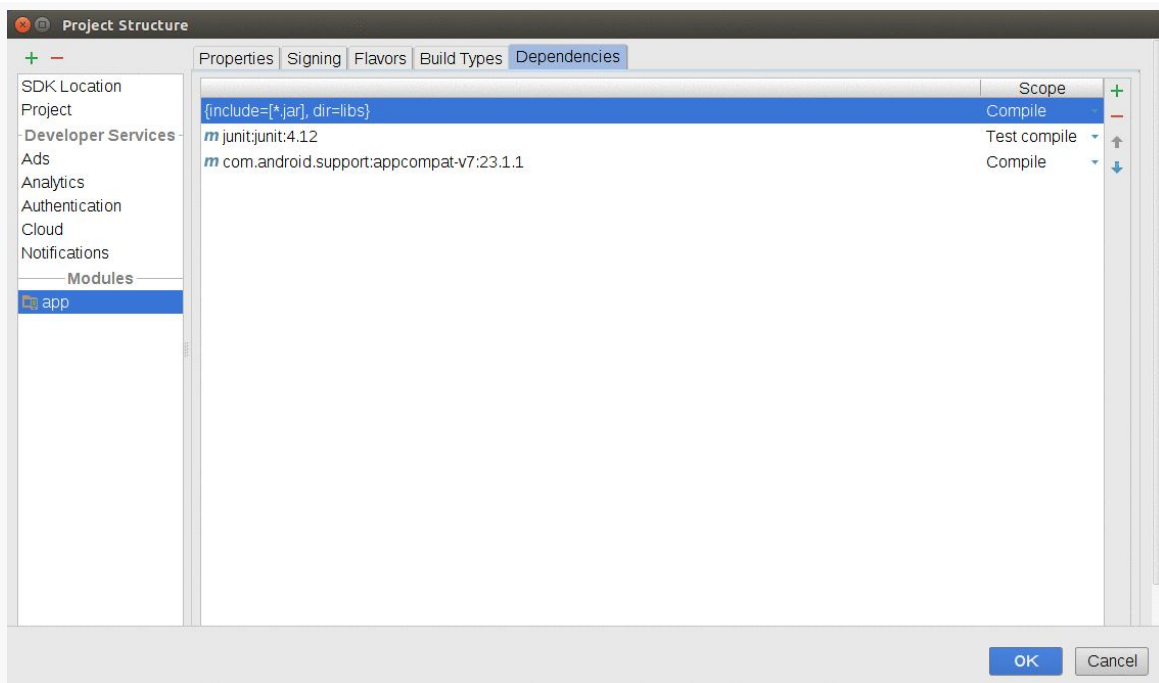 Project Structure
+ −
Properties Signing Flavors Build Types Dependencies
SDK Location
Project
Developer Services
Ads
Analytics
Authentication
Cloud
Notifications
Modules
app
Scope
{include=[*.jar], dir=libs} Compile
m junit:junit:4.12 Test compile
m com.android.support:appcompat-v7:23.1.1 Compile
OK Cancel